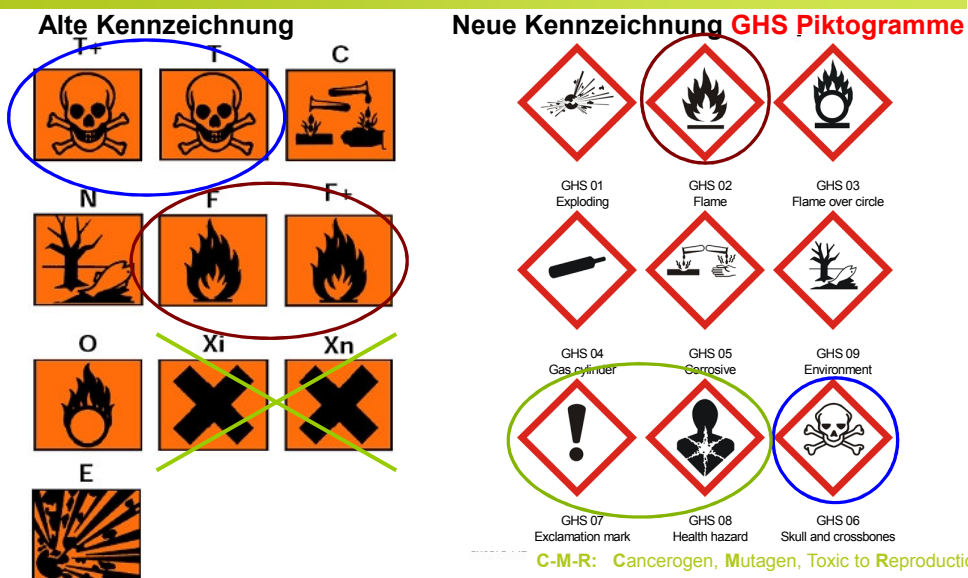 Alte Kennzeichnung
T+ T C
N F F+
O Xi Xn
E
Neue Kennzeichnung GHS Piktogramme
GHS 01 GHS 02 GHS 03
Exploding Flame Flame over circle
GHS 04 GHS 05 GHS 09
Gas cylinder Corrosive Environment
GHS 07 GHS 08 GHS 06
Exclamation mark Health hazard Skull and crossbones
C-M-R: Cancerogen, Mutagen, Toxic to Reproductio